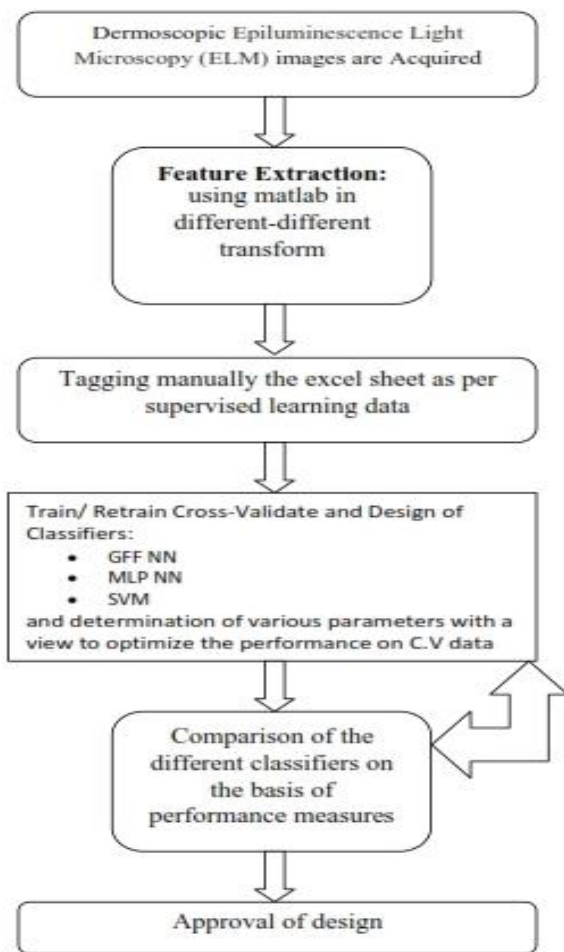 Dermoscopic Epiluminescence Light
Microscopy (ELM) images are Acquired
Feature Extraction:
using matlab in
different-different
transform
Tagging manually the excel sheet as per
supervised learning data
Train/ Retrain Cross-Validate and Design of
Classifiers:
• GFF NN
• MLP NN
• SVM
and determination of various parameters with a
view to optimize the performance on C.V data
Comparison of the
different classifiers on
the basis of
performance measures
Approval of design